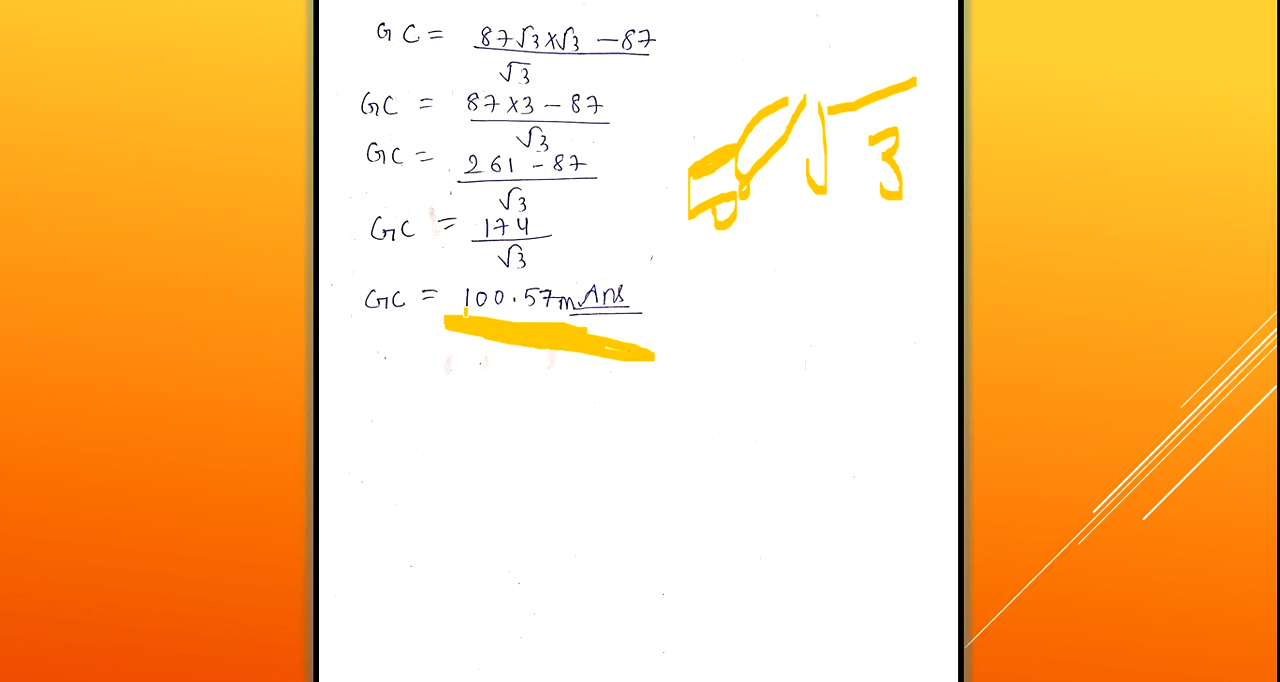 GC = 87√3×√3 – 87
√3
GC = 87×3 – 87
√3
GC = 261 – 87
√3
GC = 174
√3
GC = 100.57m Ans
√3